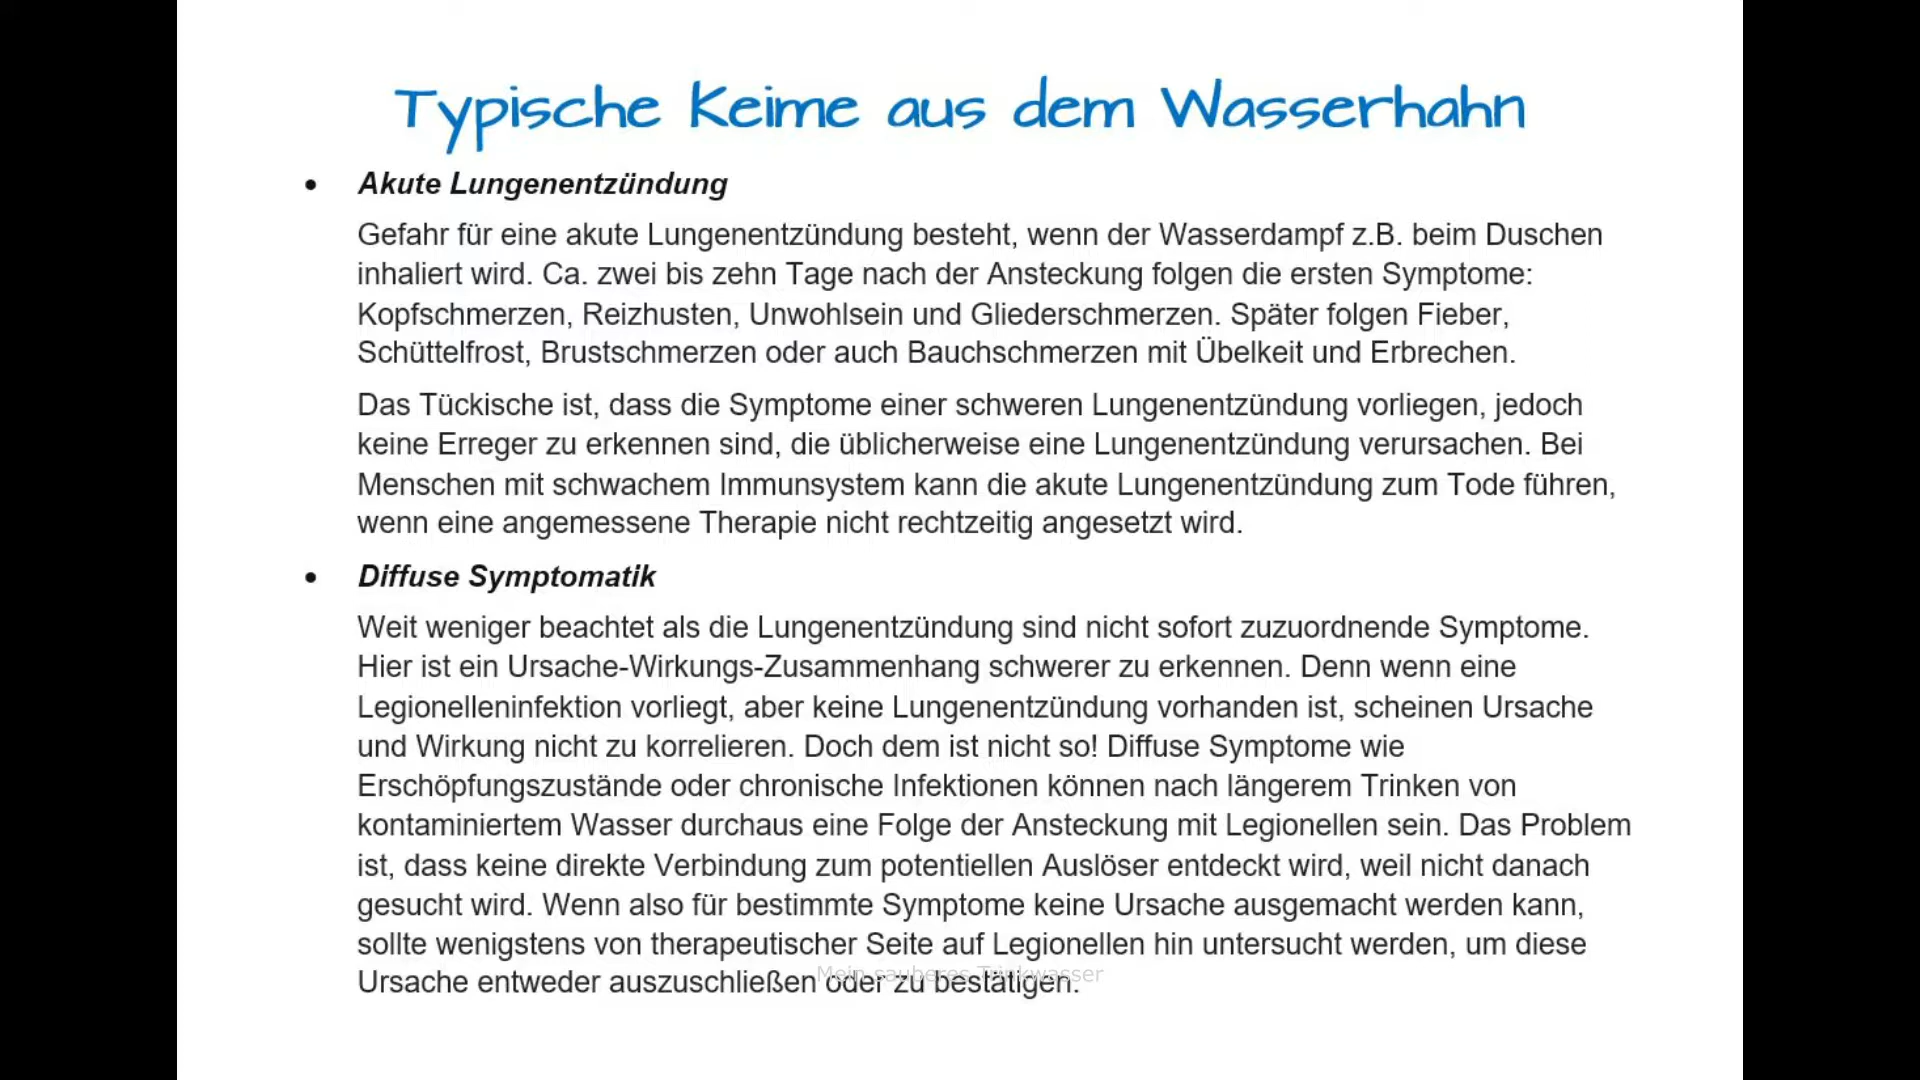 Typische Keime aus dem Wasserhahn
• Akute Lungenentzündung
Gefahr für eine akute Lungenentzündung besteht, wenn der Wasserdampf z.B. beim Duschen
inhaliert wird. Ca. zwei bis zehn Tage nach der Ansteckung folgen die ersten Symptome:
Kopfschmerzen, Reizhusten, Unwohlsein und Gliederschmerzen. Später folgen Fieber,
Schüttelfrost, Brustschmerzen oder auch Bauchschmerzen mit Übelkeit und Erbrechen.
Das Tückische ist, dass die Symptome einer schweren Lungenentzündung vorliegen, jedoch
keine Erreger zu erkennen sind, die üblicherweise eine Lungenentzündung verursachen. Bei
Menschen mit schwachem Immunsystem kann die akute Lungenentzündung zum Tode führen,
wenn eine angemessene Therapie nicht rechtzeitig angesetzt wird.
• Diffuse Symptomatik
Weit weniger beachtet als die Lungenentzündung sind nicht sofort zuzuordnende Symptome.
Hier ist ein Ursache-Wirkungs-Zusammenhang schwerer zu erkennen. Denn wenn eine
Legionelleninfektion vorliegt, aber keine Lungenentzündung vorhanden ist, scheinen Ursache
und Wirkung nicht zu korrelieren. Doch dem ist nicht so! Diffuse Symptome wie
Erschöpfungszustände oder chronische Infektionen können nach längerem Trinken von
kontaminiertem Wasser durchaus eine Folge der Ansteckung mit Legionellen sein. Das Problem
ist, dass keine direkte Verbindung zum potentiellen Auslöser entdeckt wird, weil nicht danach
gesucht wird. Wenn also für bestimmte Symptome keine Ursache ausgemacht werden kann,
sollte wenigstens von therapeutischer Seite auf Legionellen hin untersucht werden, um diese
Ursache entweder auszuschließen oder zu bestätigen.
Mein sauberes Trinkwasser